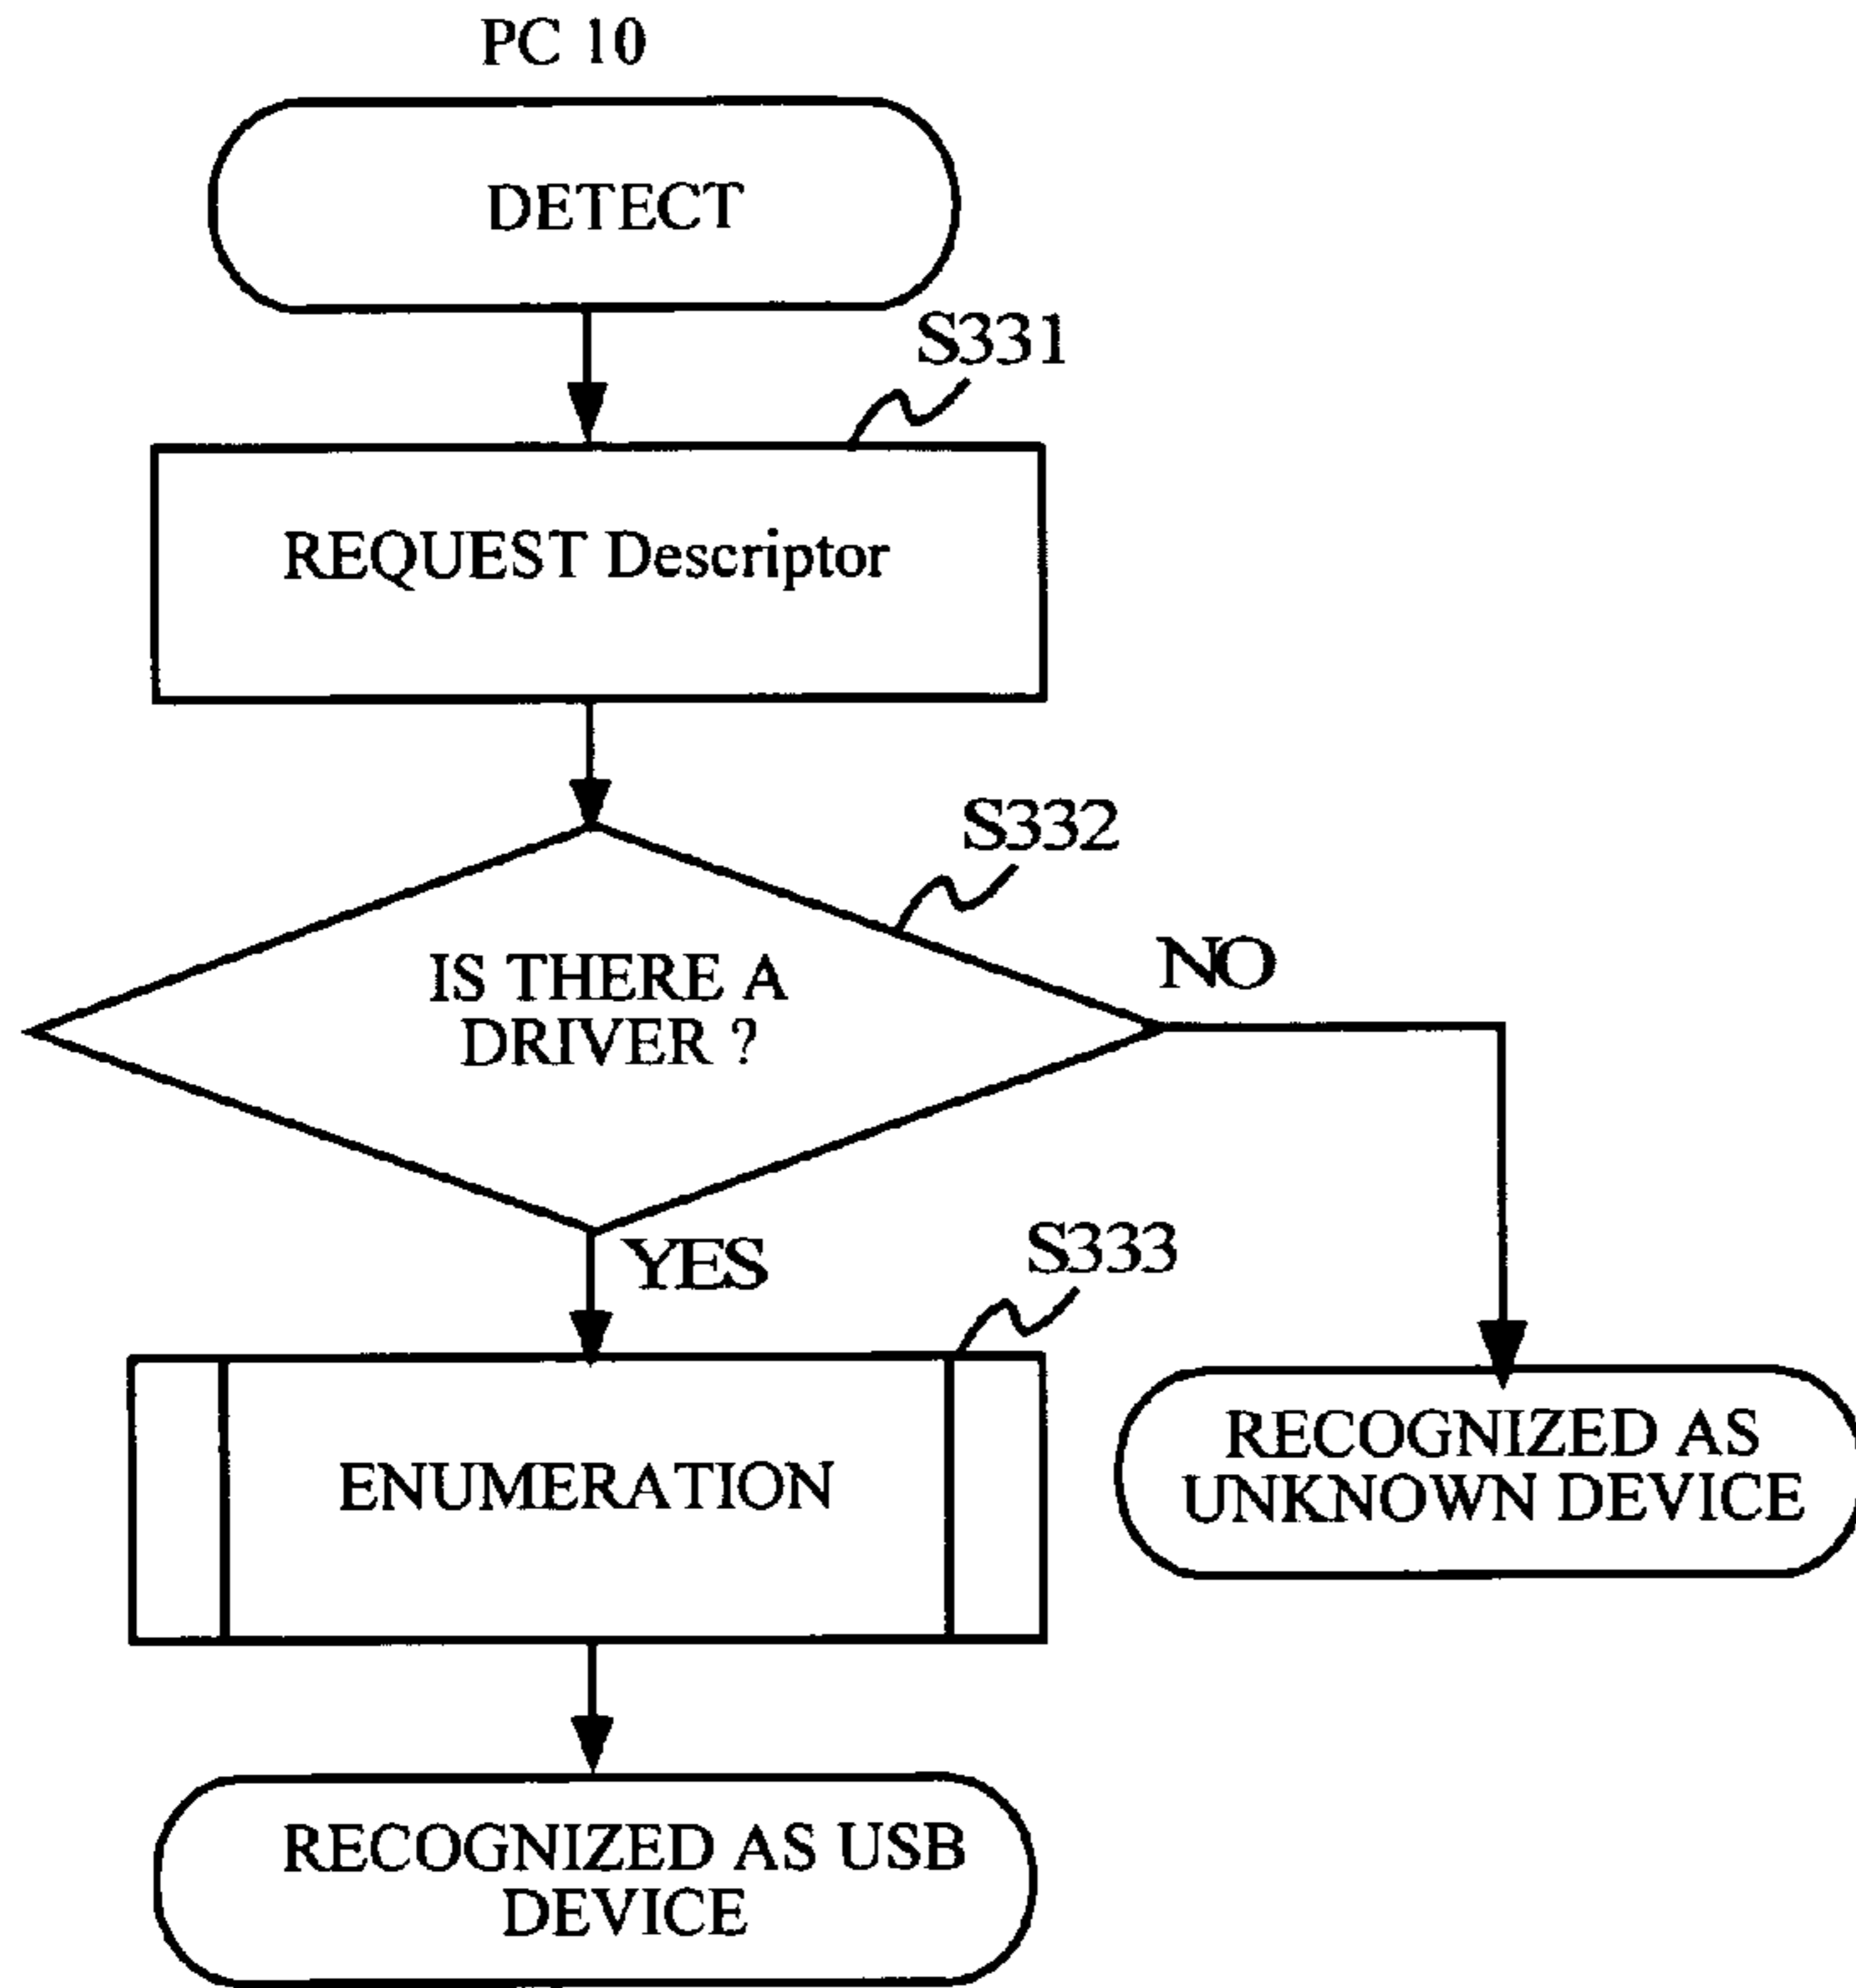 PC 10
DETECT
S331
REQUEST Descriptor
S332
IS THERE A
DRIVER ?
NO
YES
S333
ENUMERATION
RECOGNIZED AS
UNKNOWN DEVICE
RECOGNIZED AS USB
DEVICE